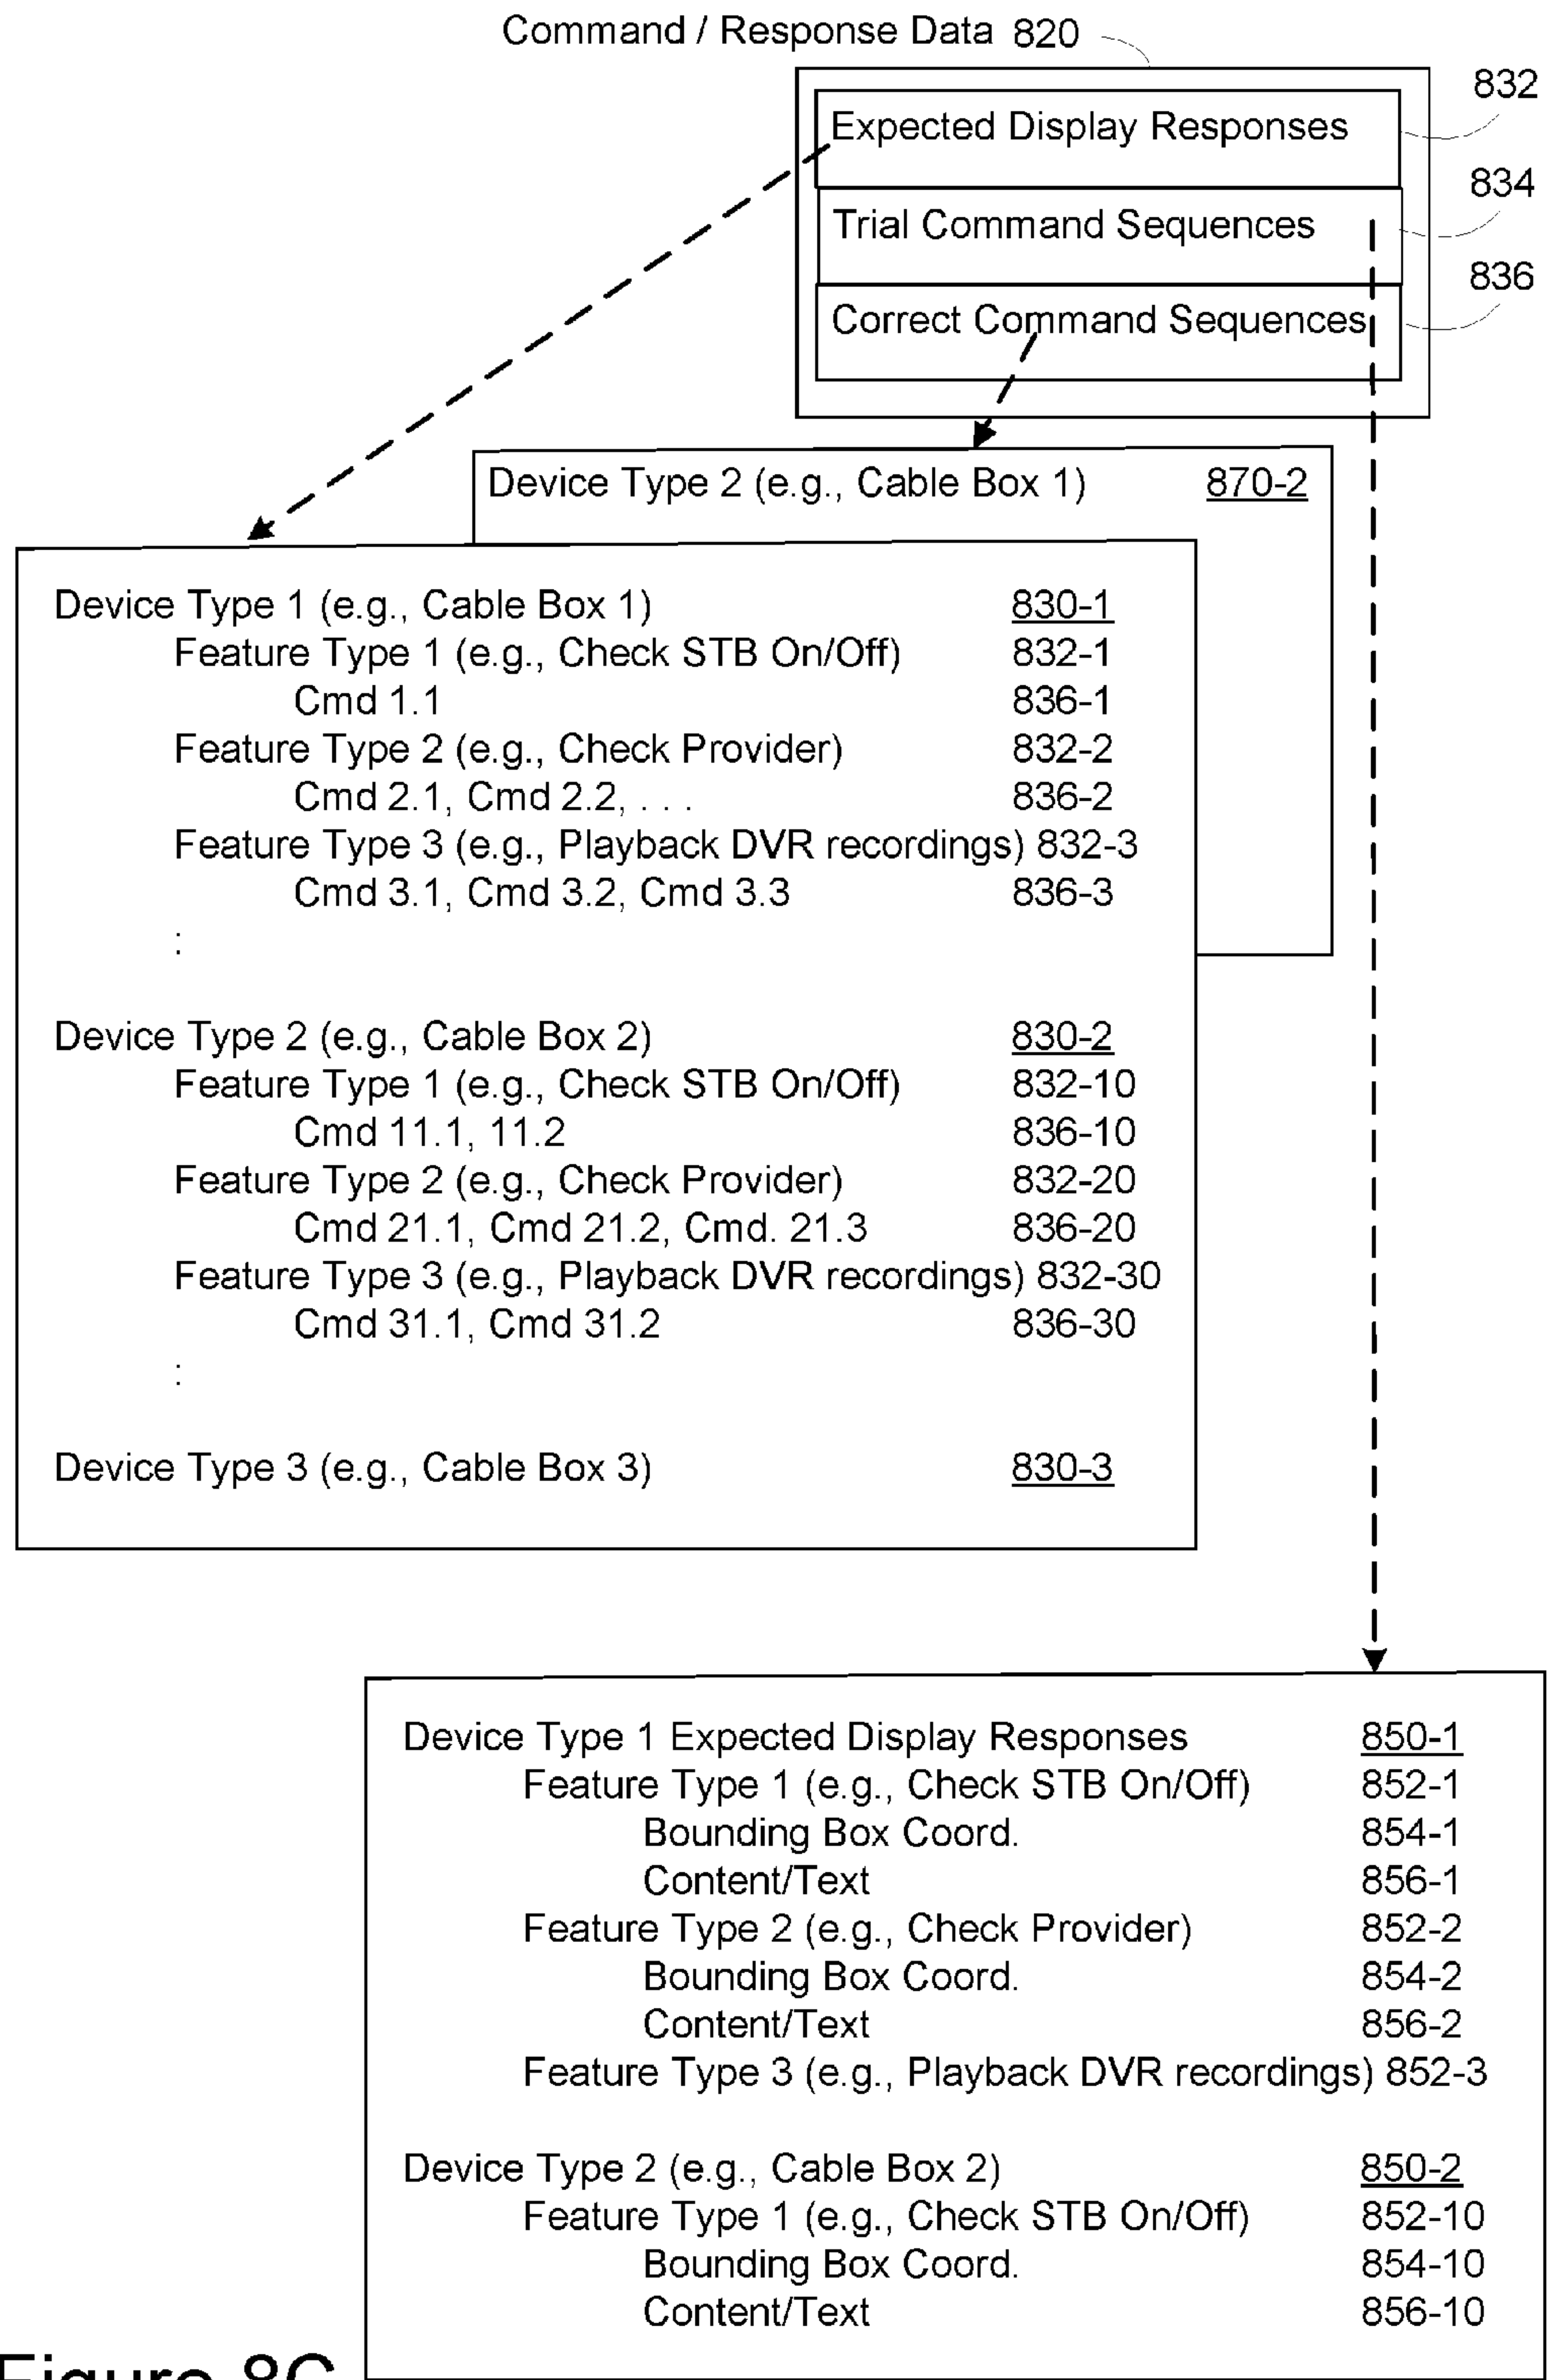 Command / Response Data 820
832
Expected Display Responses
834
Trial Command Sequences
836
Correct Command Sequences
Device Type 2 (e.g., Cable Box 1) 870-2
Device Type 1 (e.g., Cable Box 1) 830-1
Feature Type 1 (e.g., Check STB On/Off) 832-1
Cmd 1.1 836-1
Feature Type 2 (e.g., Check Provider) 832-2
Cmd 2.1, Cmd 2.2, . . . 836-2
Feature Type 3 (e.g., Playback DVR recordings) 832-3
Cmd 3.1, Cmd 3.2, Cmd 3.3 836-3
:
Device Type 2 (e.g., Cable Box 2) 830-2
Feature Type 1 (e.g., Check STB On/Off) 832-10
Cmd 11.1, 11.2 836-10
Feature Type 2 (e.g., Check Provider) 832-20
Cmd 21.1, Cmd 21.2, Cmd. 21.3 836-20
Feature Type 3 (e.g., Playback DVR recordings) 832-30
Cmd 31.1, Cmd 31.2 836-30
:
Device Type 3 (e.g., Cable Box 3) 830-3
Device Type 1 Expected Display Responses 850-1
Feature Type 1 (e.g., Check STB On/Off) 852-1
Bounding Box Coord. 854-1
Content/Text 856-1
Feature Type 2 (e.g., Check Provider) 852-2
Bounding Box Coord. 854-2
Content/Text 856-2
Feature Type 3 (e.g., Playback DVR recordings) 852-3
Device Type 2 (e.g., Cable Box 2) 850-2
Feature Type 1 (e.g., Check STB On/Off) 852-10
Bounding Box Coord. 854-10
Content/Text 856-10
Figure 8C